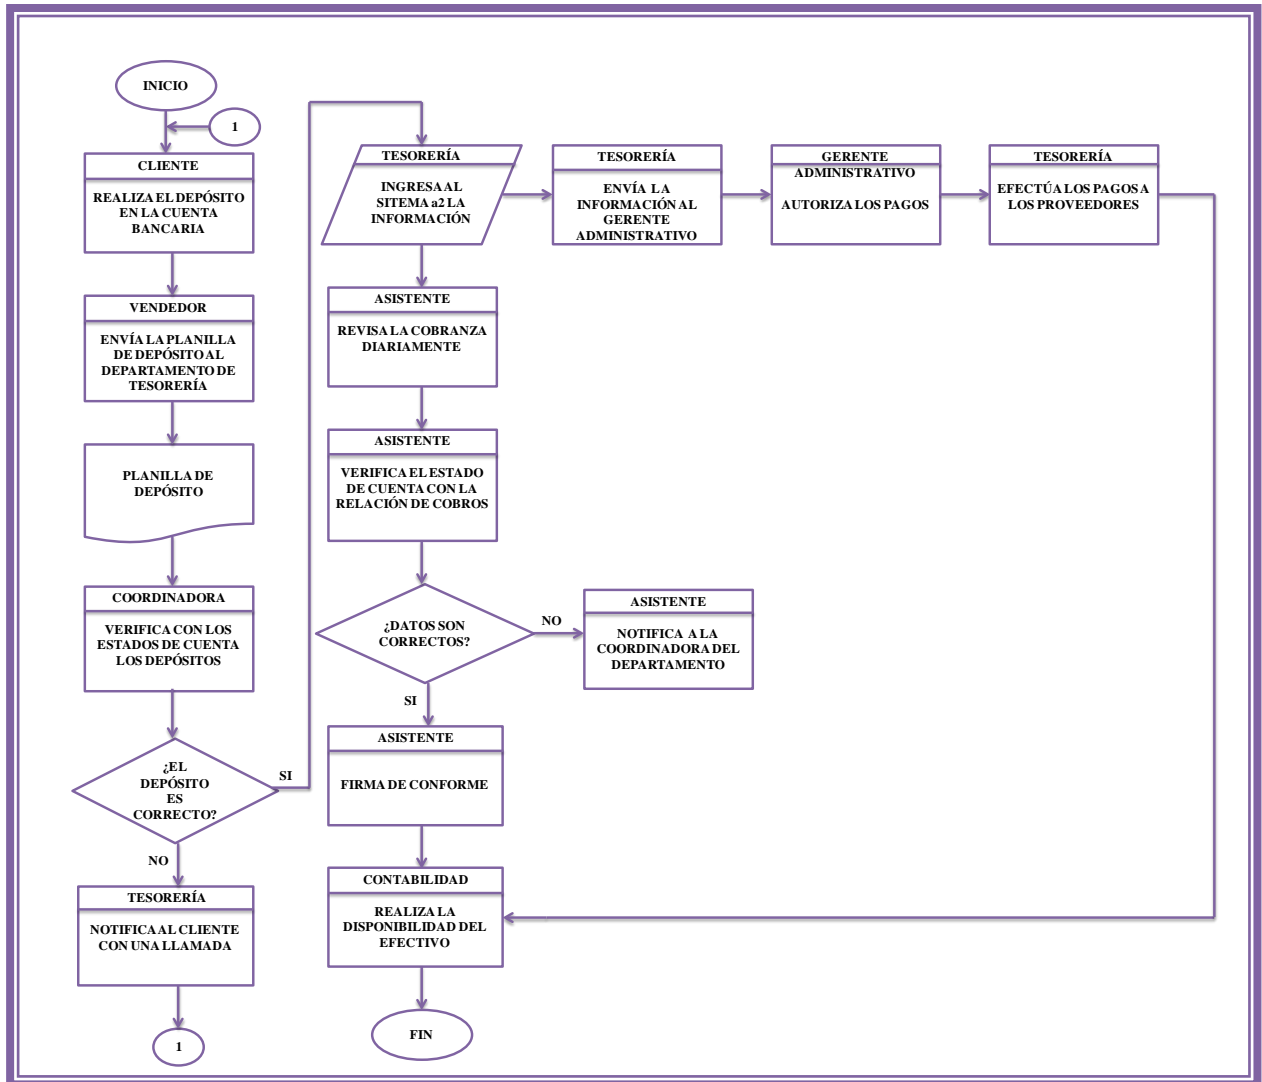 INICIO
1
CLIENTE
REALIZA EL DEPÓSITO
EN LA CUENTA
BANCARIA
VENDEDOR
ENVÍA LA PLANILLA
DE DEPÓSITO AL
DEPARTAMENTO DE
TESORERÍA
PLANILLA DE
DEPÓSITO
COORDINADORA
VERIFICA CON LOS
ESTADOS DE CUENTA
LOS DEPÓSITOS
¿EL
DEPÓSITO
ES
CORRECTO?
SI
NO
TESORERÍA
NOTIFICA AL CLIENTE
CON UNA LLAMADA
1
TESORERÍA
INGRESA AL
SITEMA a2 LA
INFORMACIÓN
TESORERÍA
ENVÍA LA
INFORMACIÓN AL
GERENTE
ADMINISTRATIVO
GERENTE
ADMINISTRATIVO
AUTORIZA LOS PAGOS
TESORERÍA
EFECTÚA LOS PAGOS A
LOS PROVEEDORES
ASISTENTE
REVISA LA COBRANZA
DIARIAMENTE
ASISTENTE
VERIFICA EL ESTADO
DE CUENTA CON LA
RELACIÓN DE COBROS
¿DATOS SON
CORRECTOS?
NO
ASISTENTE
NOTIFICA A LA
COORDINADORA DEL
DEPARTAMENTO
SI
ASISTENTE
FIRMA DE CONFORME
CONTABILIDAD
REALIZA LA
DISPONIBILIDAD DEL
EFECTIVO
FIN